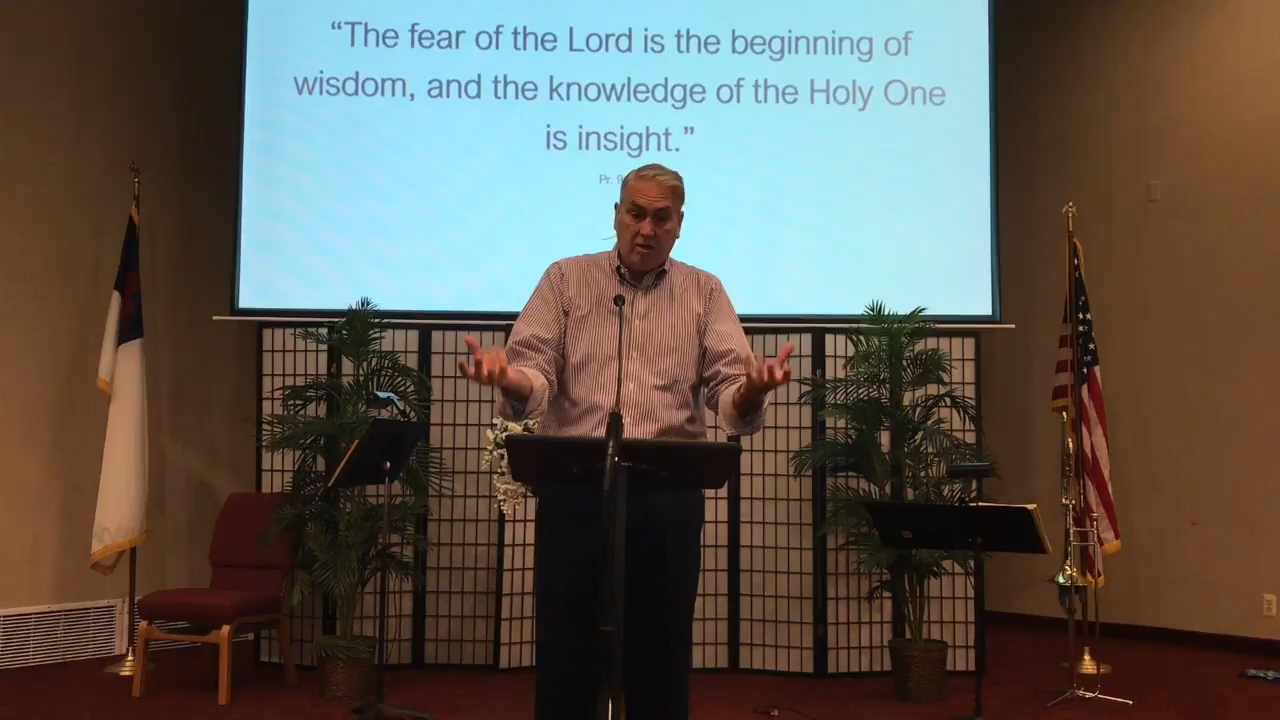 “The fear of the Lord is the beginning of
wisdom, and the knowledge of the Holy One
is insight.”
Pr.